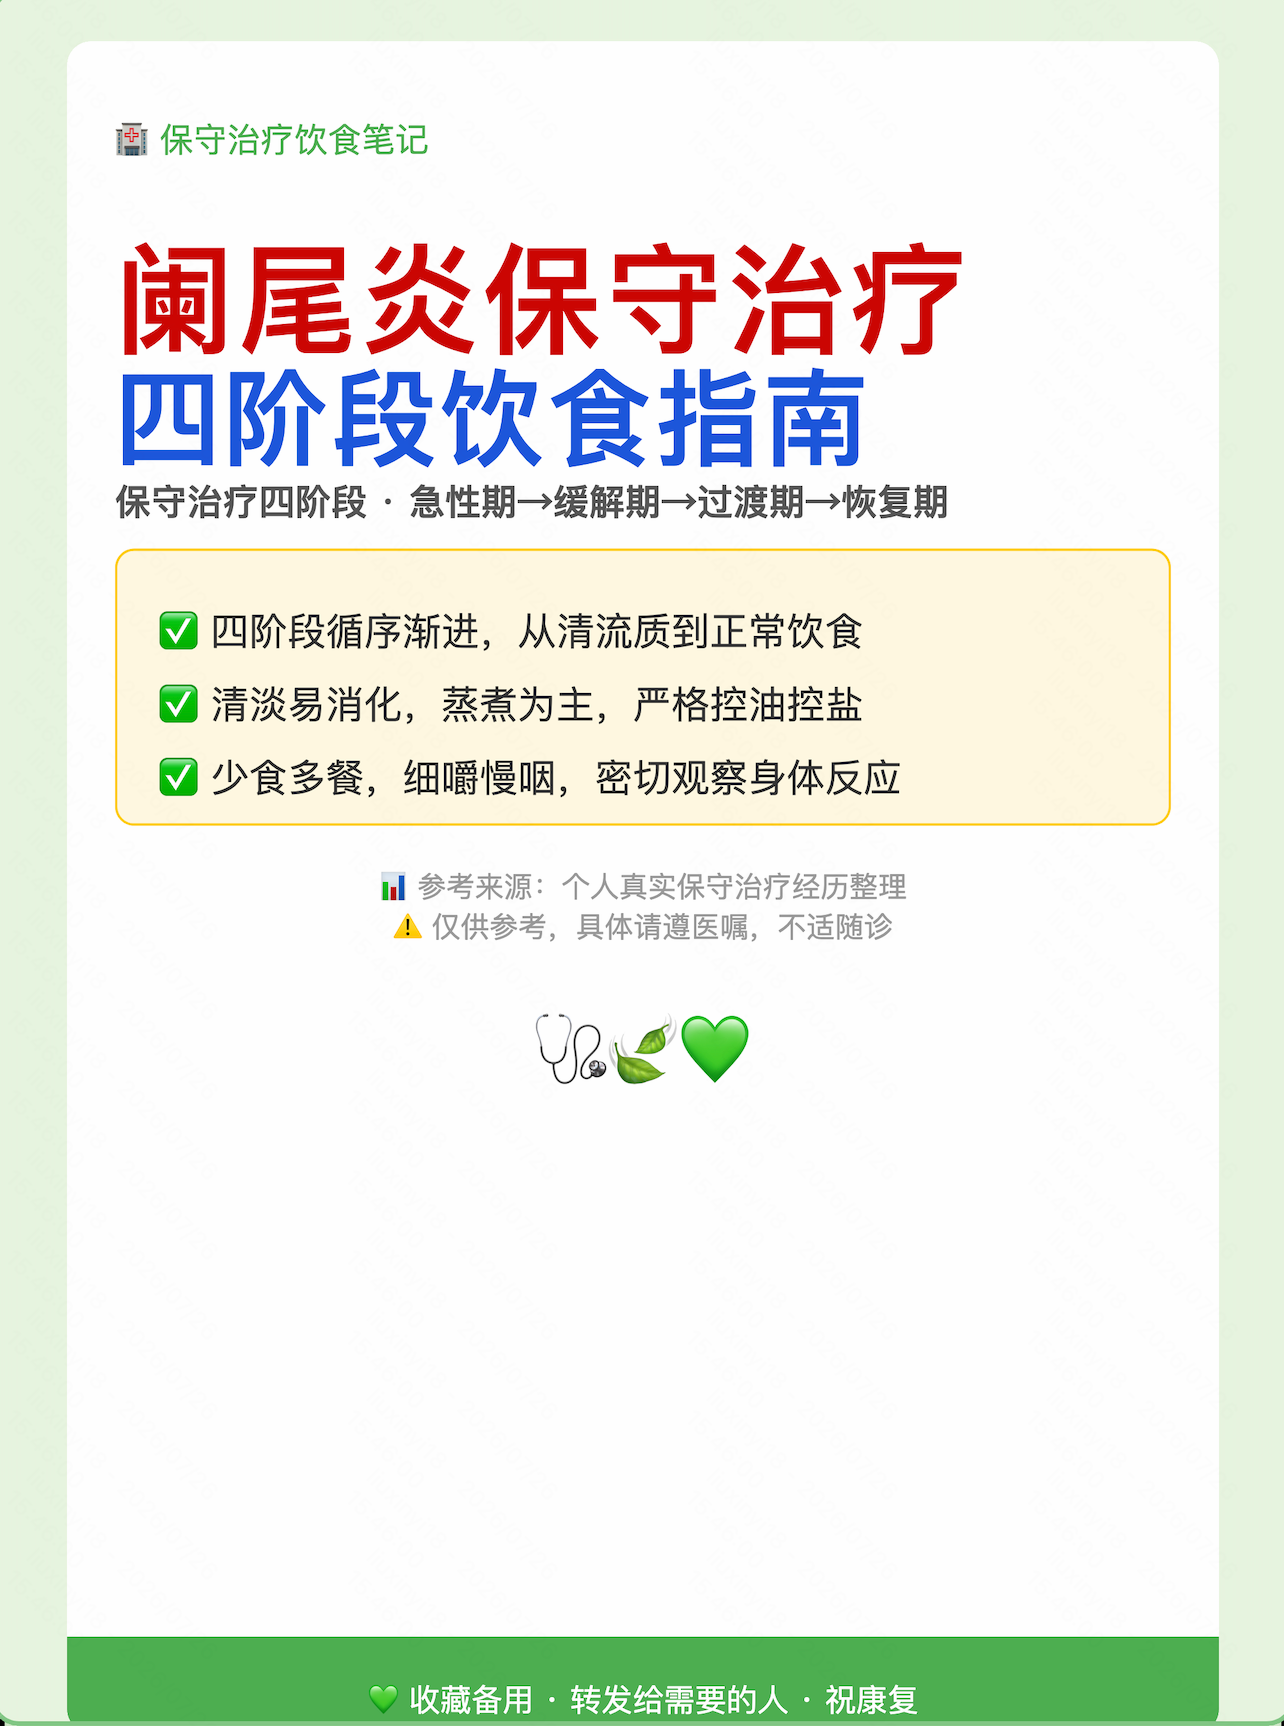 保守治疗饮食笔记
阑尾炎保守治疗
四阶段饮食指南
保守治疗四阶段 · 急性期→缓解期→过渡期→恢复期
四阶段循序渐进，从清流质到正常饮食
清淡易消化，蒸煮为主，严格控油控盐
少食多餐，细嚼慢咽，密切观察身体反应
参考来源：个人真实保守治疗经历整理
仅供参考，具体请遵医嘱，不适随诊
收藏备用 · 转发给需要的人 · 祝康复